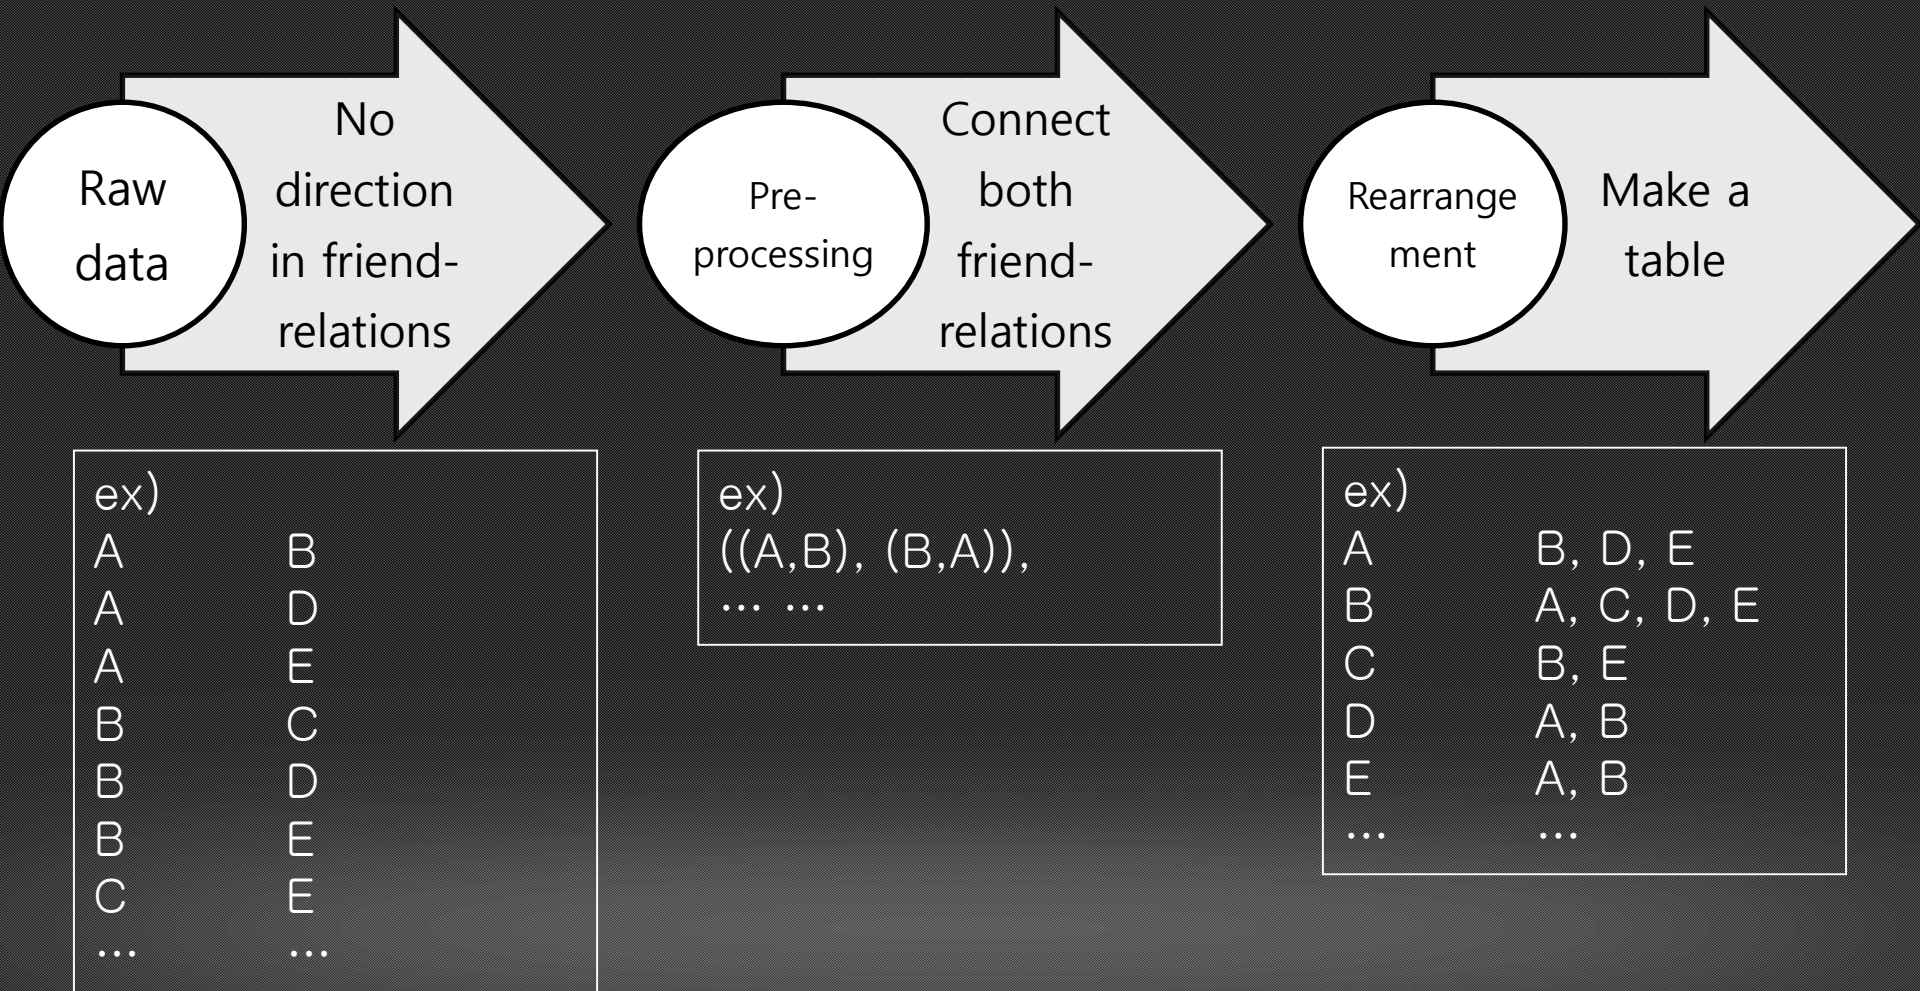 Raw
data
No
direction
in friend-
relations
Pre-
processing
Connect
both
friend-
relations
Rearrange
ment
Make a
table
ex)
A B
A D
A E
B C
B D
B E
C E
... ...
ex)
((A,B), (B,A)),
... ...
ex)
A B, D, E
B A, C, D, E
C B, E
D A, B
E A, B
... ...